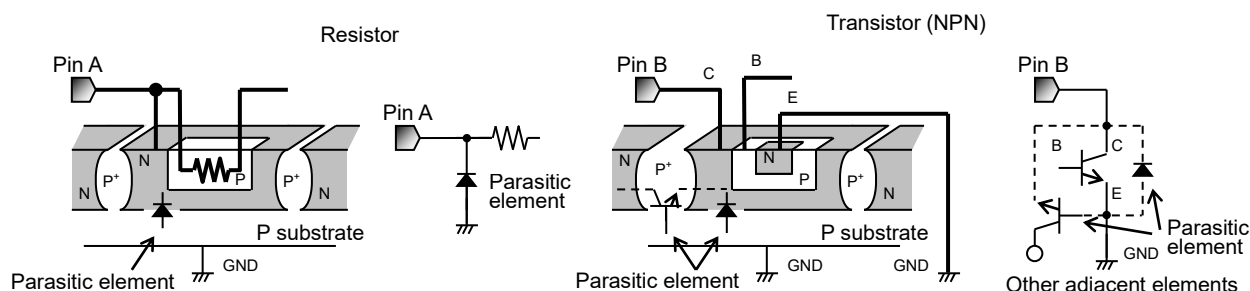 Resistor
Transistor (NPN)
Pin A
Pin A
N
N
P+
P
P+
N
Parasitic
element
P substrate
GND
Parasitic element
Pin B
C
B
E
N
N
P+
N
P
P+
N
P substrate
GND
GND
Parasitic element
Pin B
B
C
E
Parasitic
element
GND
Other adjacent elements